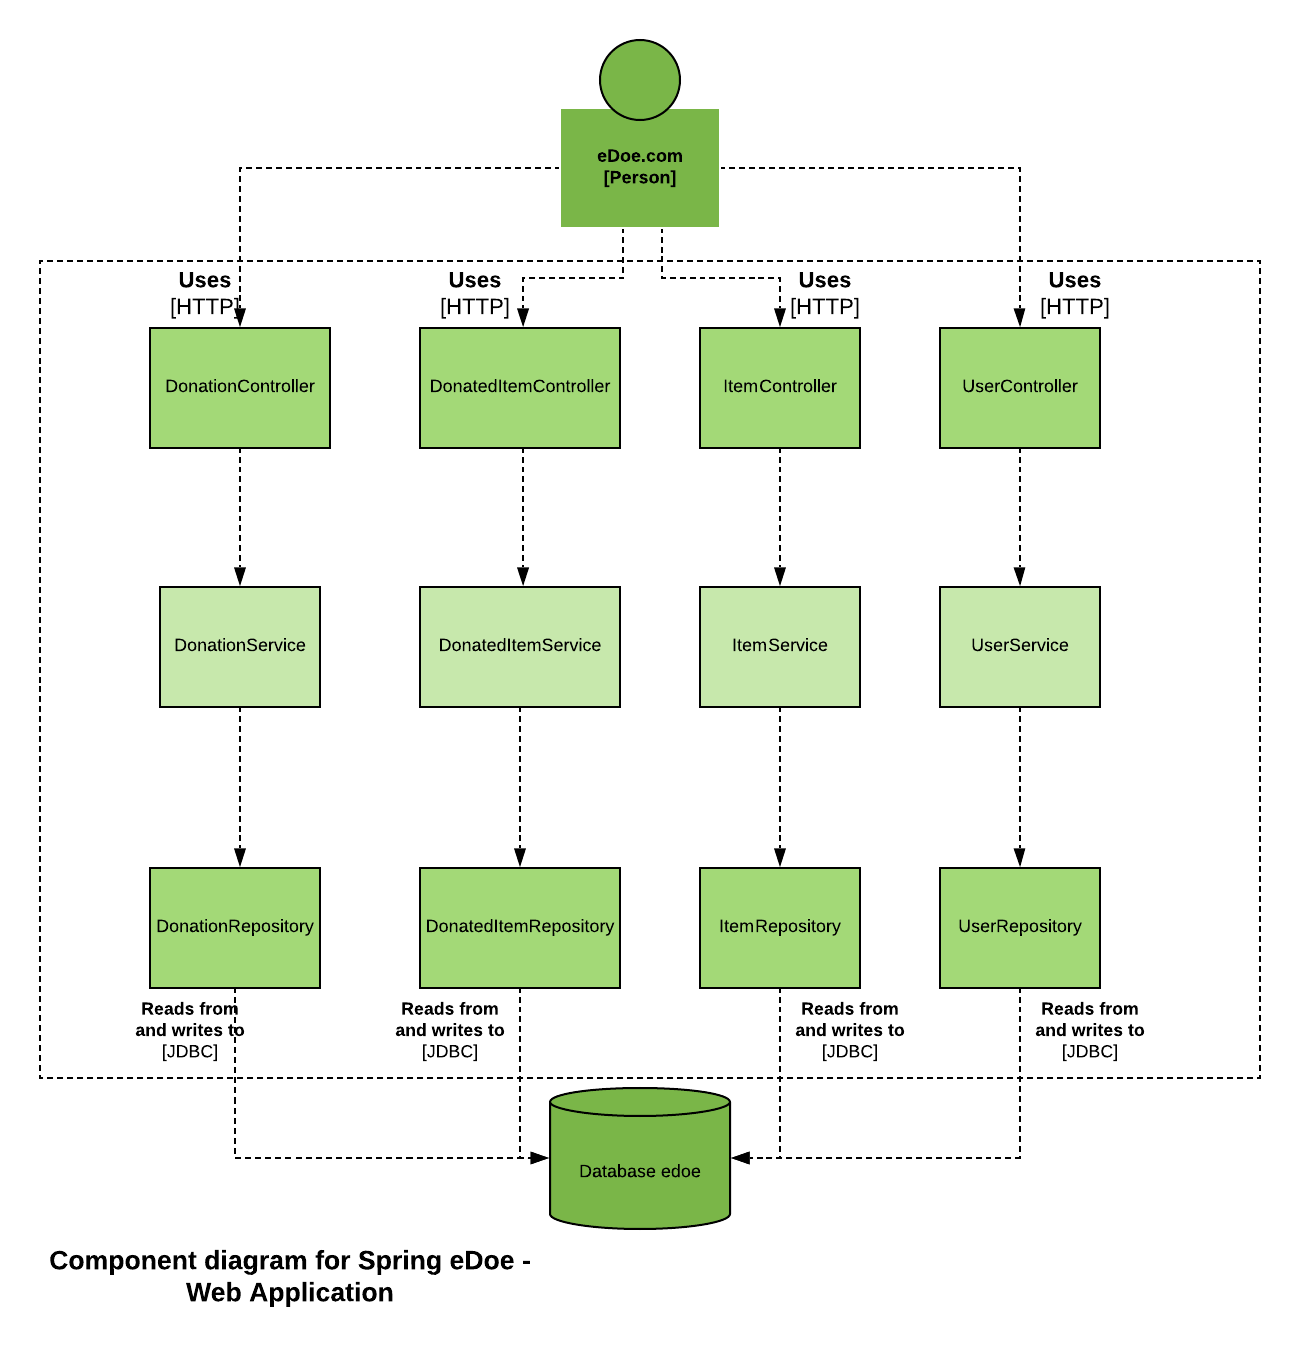 eDoe.com
[Person]
Uses
[HTTP]
Uses
[HTTP]
Uses
[HTTP]
Uses
[HTTP]
DonationController
DonatedItemController
ItemController
UserController
DonationService
DonatedItemService
ItemService
UserService
DonationRepository
DonatedItemRepository
ItemRepository
UserRepository
Reads from
and writes to
[JDBC]
Reads from
and writes to
[JDBC]
Reads from
and writes to
[JDBC]
Reads from
and writes to
[JDBC]
Database edoe
Component diagram for Spring eDoe -
Web Application